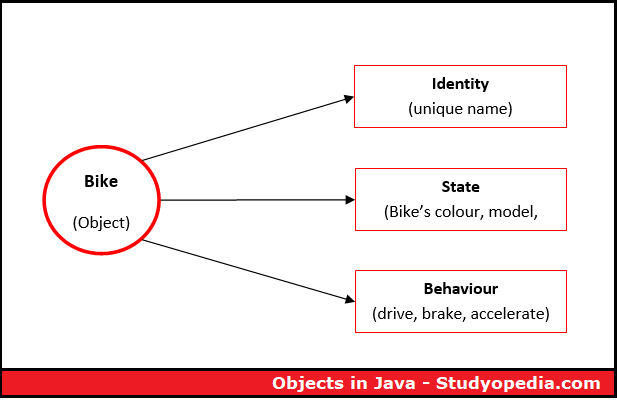 Identity
(unique name)
Bike
(Object)
State
(Bike's colour, model,
Behaviour
(drive, brake, accelerate)
Objects in Java - Studyopedia.com